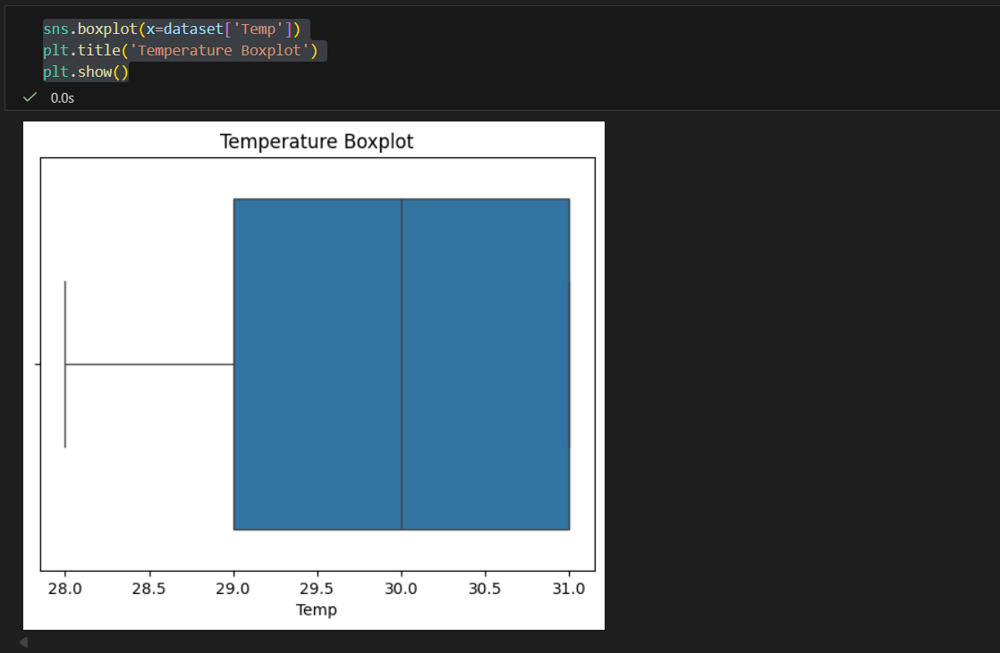 sns.boxplot(x=dataset['Temp'])
plt.title('Temperature Boxplot')
plt.show()
0.0s
Temperature Boxplot
28.0 28.5 29.0 29.5 30.0 30.5 31.0
Temp